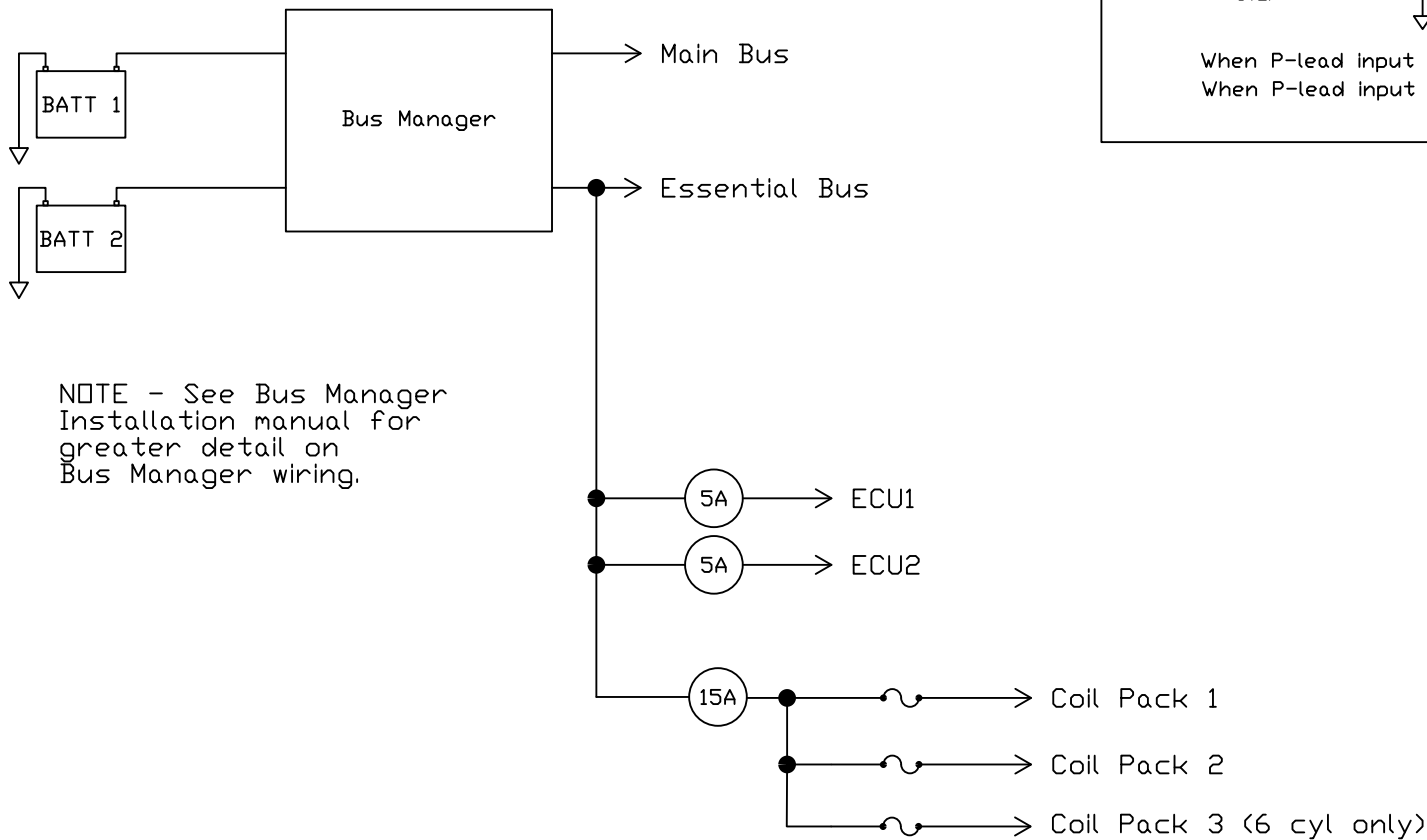 When P-lead input
When P-lead input
Main Bus
BATT 1
Bus Manager
Essential Bus
BATT 2
NOTE - See Bus Manager
Installation manual for
greater detail on
Bus Manager wiring.
5A
ECU1
5A
ECU2
15A
Coil Pack 1
Coil Pack 2
Coil Pack 3 (6 cyl only)